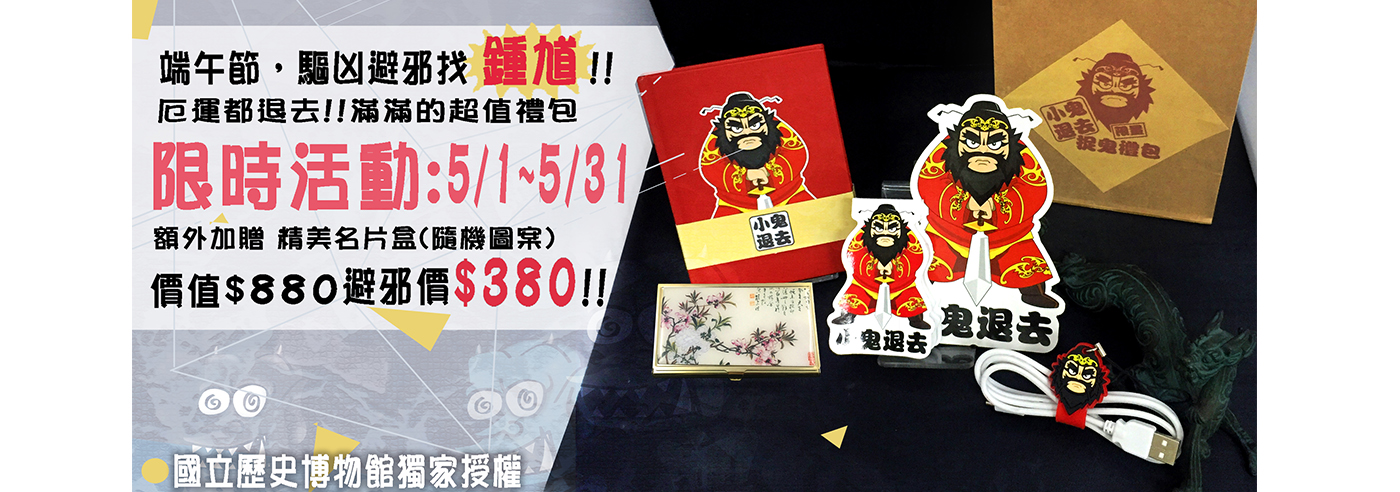 端午節，驅凶避邪找 鍾馗!!
厄運都退去!!滿滿的超值禮包
限時活動:5/1~5/31
額外加贈 精美名片盒(隨機圖案)
價值$880避邪價$380!!
國立歷史博物館獨家授權
小鬼
退去
鬼退去
鬼退去
小鬼
退去
限量
捉鬼禮包